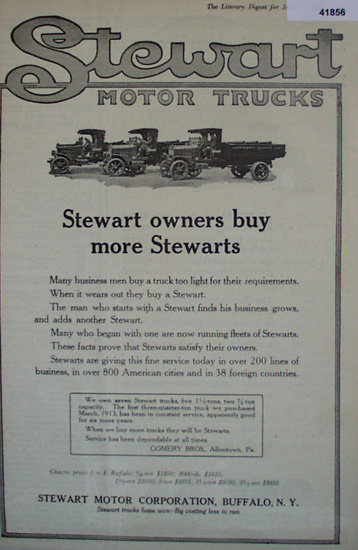 The Literary Digest for
41856
Stewart
MOTOR TRUCKS
Stewart owners buy
more Stewarts
Many business men buy a truck too light for their requirements.
When it wears out they buy a Stewart.
The man who starts with a Stewart finds his business grows,
and adds another Stewart.
Many who began with one are now running fleets of Stewarts.
These facts prove that Stewarts satisfy their owners.
Stewarts are giving this fine service today in over 200 lines of
business, in over 800 American cities and in 38 foreign countries.
We own seven Stewart trucks, five 1½-tons, two ¾-ton
capacity. The first three-quarter-ton truck we purchased
March, 1913, has been in constant service, apparently good
for six more years.
When we buy more trucks they will be Stewarts.
Service has been dependable at all times.
GOMERY BROS., Allentown, Pa.
Chassis price f. o. b. Buffalo,
STEWART MOTOR CORPORATION, BUFFALO, N. Y.
Stewart trucks have won—By costing less to run